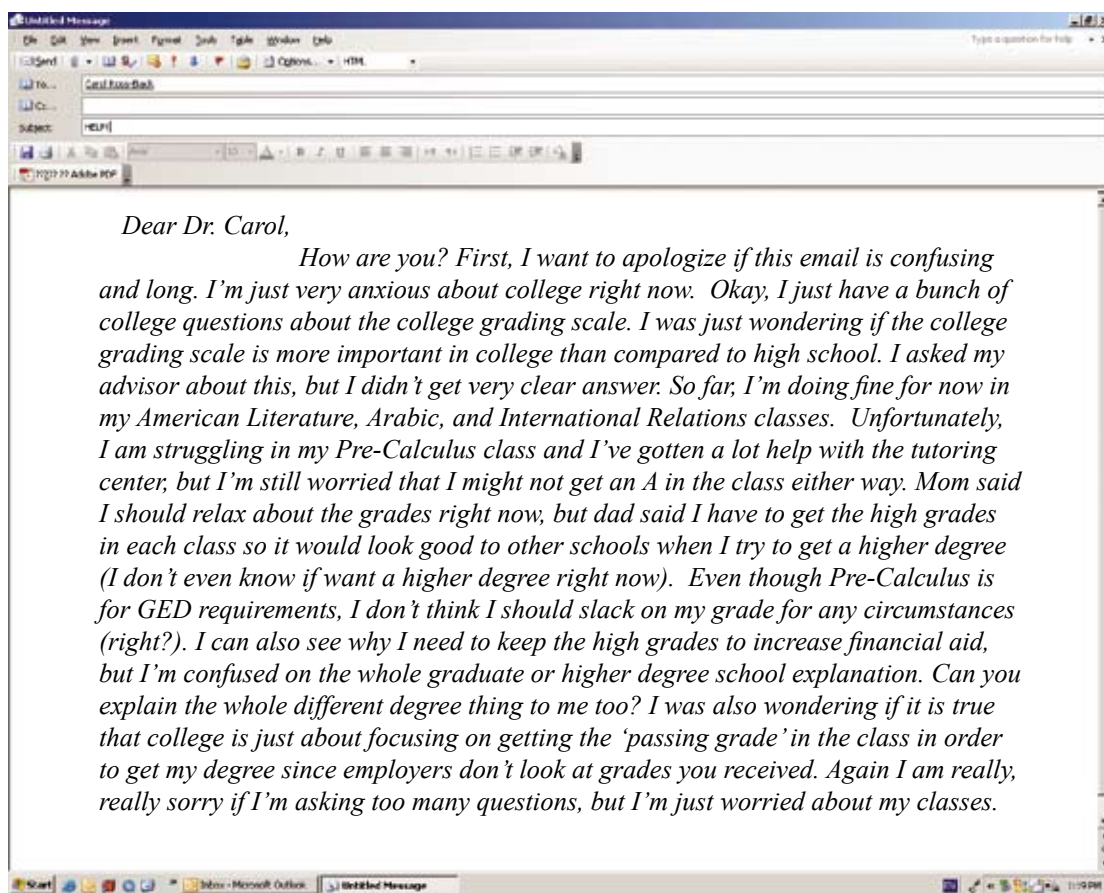 Untitled Message
File Edit View Insert Format Tools Table Window Help Type a question for help
Send Options... HTML
To...
Cc...
Subject: HELP!
Adobe PDF
Dear Dr. Carol,
How are you? First, I want to apologize if this email is confusing
and long. I'm just very anxious about college right now. Okay, I just have a bunch of
college questions about the college grading scale. I was just wondering if the college
grading scale is more important in college than compared to high school. I asked my
advisor about this, but I didn't get very clear answer. So far, I'm doing fine for now in
my American Literature, Arabic, and International Relations classes. Unfortunately,
I am struggling in my Pre-Calculus class and I've gotten a lot help with the tutoring
center, but I'm still worried that I might not get an A in the class either way. Mom said
I should relax about the grades right now, but dad said I have to get the high grades
in each class so it would look good to other schools when I try to get a higher degree
(I don't even know if want a higher degree right now). Even though Pre-Calculus is
for GED requirements, I don't think I should slack on my grade for any circumstances
(right?). I can also see why I need to keep the high grades to increase financial aid,
but I'm confused on the whole graduate or higher degree school explanation. Can you
explain the whole different degree thing to me too? I was also wondering if it is true
that college is just about focusing on getting the 'passing grade' in the class in order
to get my degree since employers don't look at grades you received. Again I am really,
really sorry if I'm asking too many questions, but I'm just worried about my classes.
Start Inbox - Microsoft Outlook Untitled Message PM